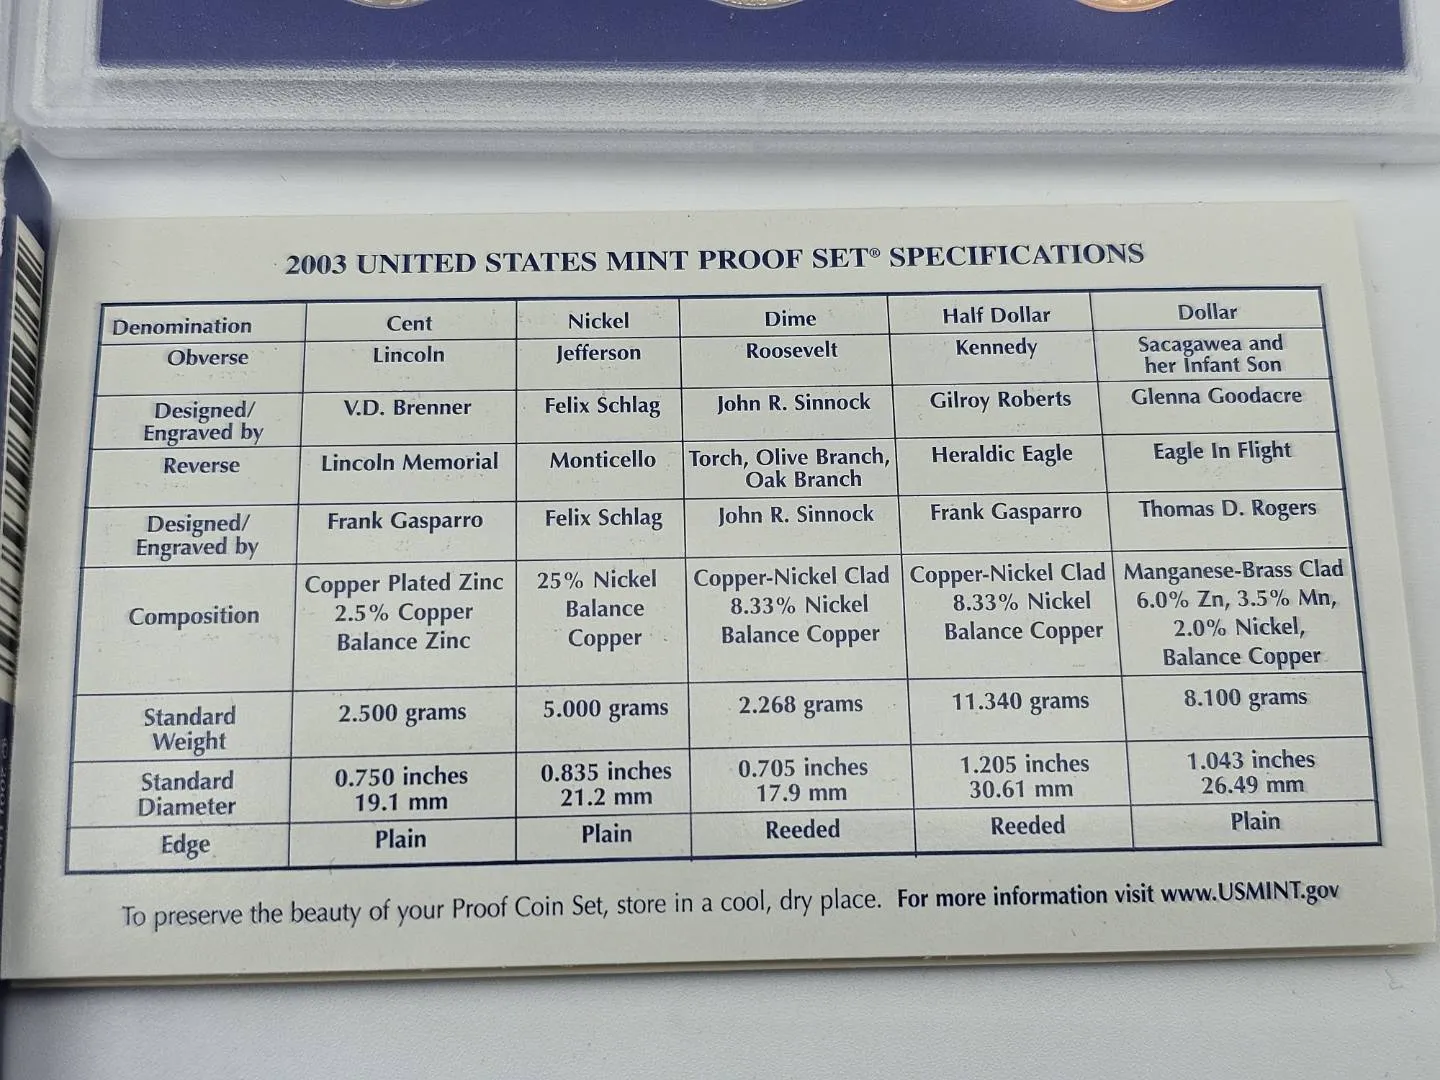 2003 UNITED STATES MINT PROOF SET® SPECIFICATIONS
Denomination Cent Nickel Dime Half Dollar Dollar
Obverse Lincoln Jefferson Roosevelt Kennedy Sacagawea and
her Infant Son
Designed/ V.D. Brenner Felix Schlag John R. Sinnock Gilroy Roberts Glenna Goodacre
Engraved by
Reverse Lincoln Memorial Monticello Torch, Olive Branch, Heraldic Eagle Eagle In Flight
Oak Branch
Designed/ Frank Gasparro Felix Schlag John R. Sinnock Frank Gasparro Thomas D. Rogers
Engraved by
Copper Plated Zinc 25% Nickel Copper-Nickel Clad Copper-Nickel Clad Manganese-Brass Clad
Composition 2.5% Copper Balance 8.33% Nickel 8.33% Nickel 6.0% Zn, 3.5% Mn,
Balance Zinc Copper Balance Copper Balance Copper 2.0% Nickel,
Balance Copper
Standard 2.500 grams 5.000 grams 2.268 grams 11.340 grams 8.100 grams
Weight
Standard 0.750 inches 0.835 inches 0.705 inches 1.205 inches 1.043 inches
Diameter 19.1 mm 21.2 mm 17.9 mm 30.61 mm 26.49 mm
Edge Plain Plain Reeded Reeded Plain
To preserve the beauty of your Proof Coin Set, store in a cool, dry place. For more information visit www.USMINT.gov